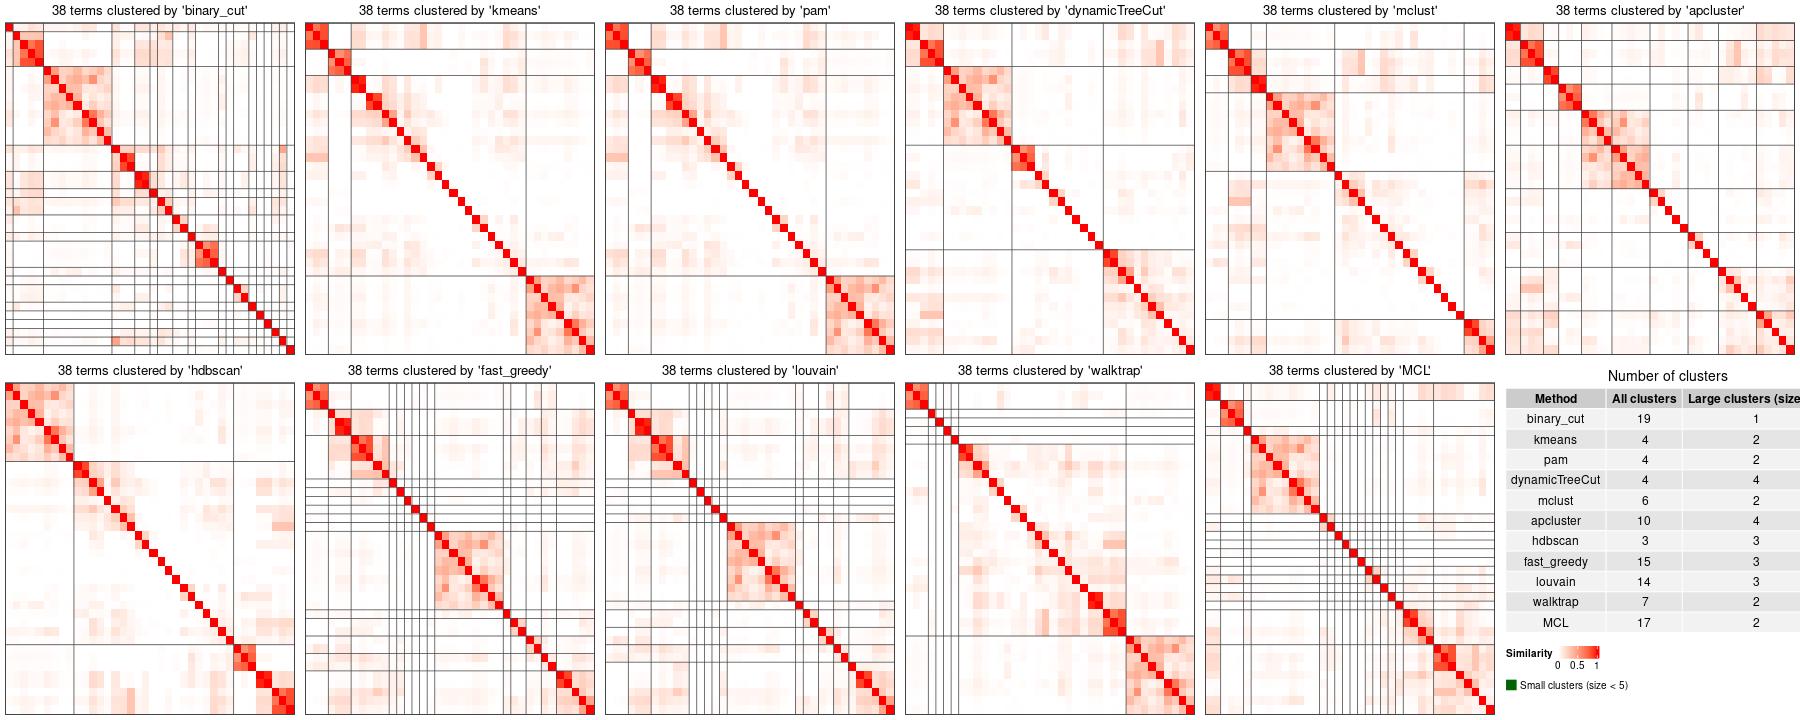 38 terms clustered by 'binary_cut'
38 terms clustered by 'kmeans'
38 terms clustered by 'pam'
38 terms clustered by 'dynamicTreeCut'
38 terms clustered by 'mclust'
38 terms clustered by 'apcluster'
38 terms clustered by 'hdbscan'
38 terms clustered by 'fast_greedy'
38 terms clustered by 'louvain'
38 terms clustered by 'walktrap'
38 terms clustered by 'MCL'
Number of clusters
Method All clusters Large clusters (size
binary_cut 19 1
kmeans 4 2
pam 4 2
dynamicTreeCut 4 4
mclust 6 2
apcluster 10 4
hdbscan 3 3
fast_greedy 15 3
louvain 14 3
walktrap 7 2
MCL 17 2
Similarity
0 0.5 1
Small clusters (size < 5)